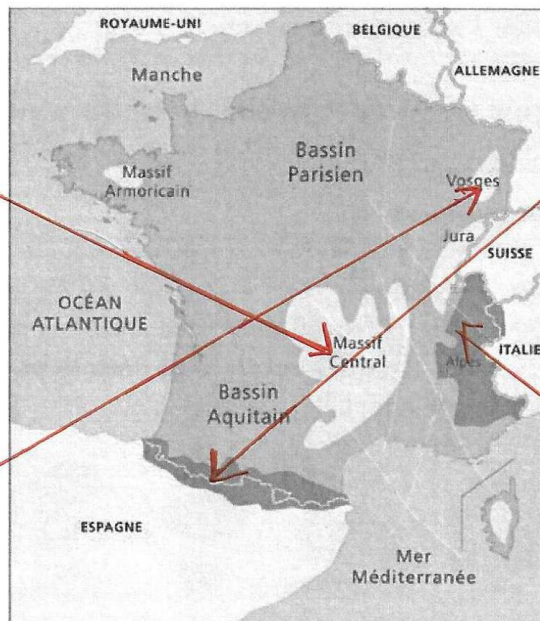 ROYAUME-UNI
BELGIQUE
ALLEMAGNE
Manche
Bassin
Parisien
Massif
Armoricain
Vosges
Jura
SUISSE
OCÉAN
ATLANTIQUE
Massif
Central
ITALIE
Alpes
Bassin
Aquitain
ESPAGNE
Mer
Méditerranée